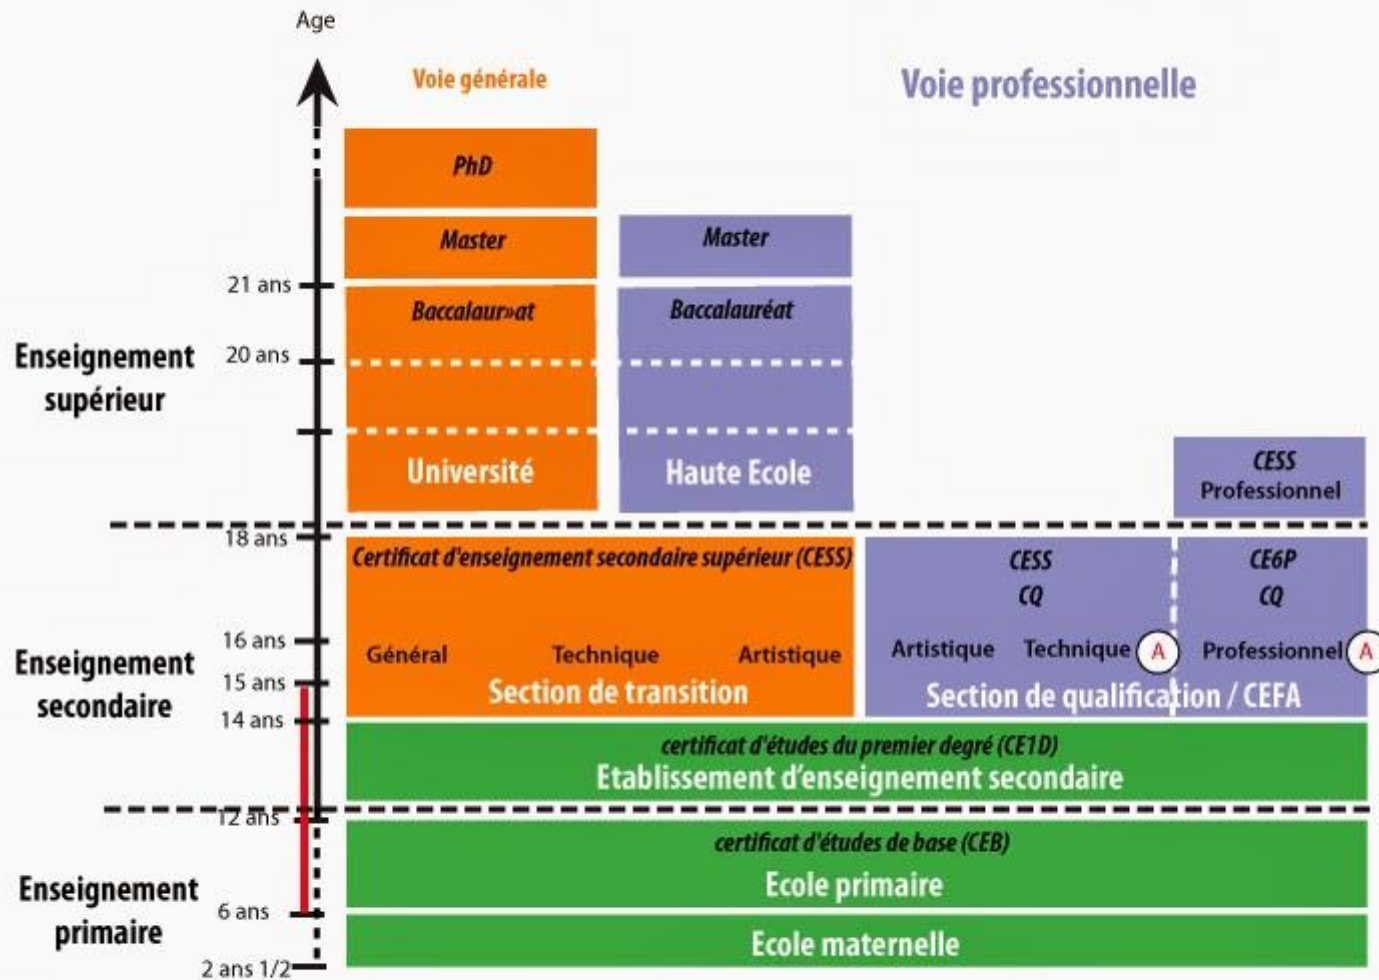 Age
Voie générale
Voie professionnelle
PhD
Master
Master
21 ans
Baccalaur»at
Baccalauréat
Enseignement
supérieur
20 ans
Université
Haute Ecole
CESS
Professionnel
18 ans
Certificat d'enseignement secondaire supérieur (CESS)
CESS
CQ
CE6P
CQ
Enseignement
secondaire
16 ans
Général
Technique
Artistique
Artistique
Technique
A
Professionnel
A
15 ans
Section de transition
Section de qualification / CEFA
14 ans
certificat d'études du premier degré (CE1D)
Etablissement d'enseignement secondaire
12 ans
certificat d'études de base (CEB)
Ecole primaire
Enseignement
primaire
6 ans
Ecole maternelle
2 ans 1/2